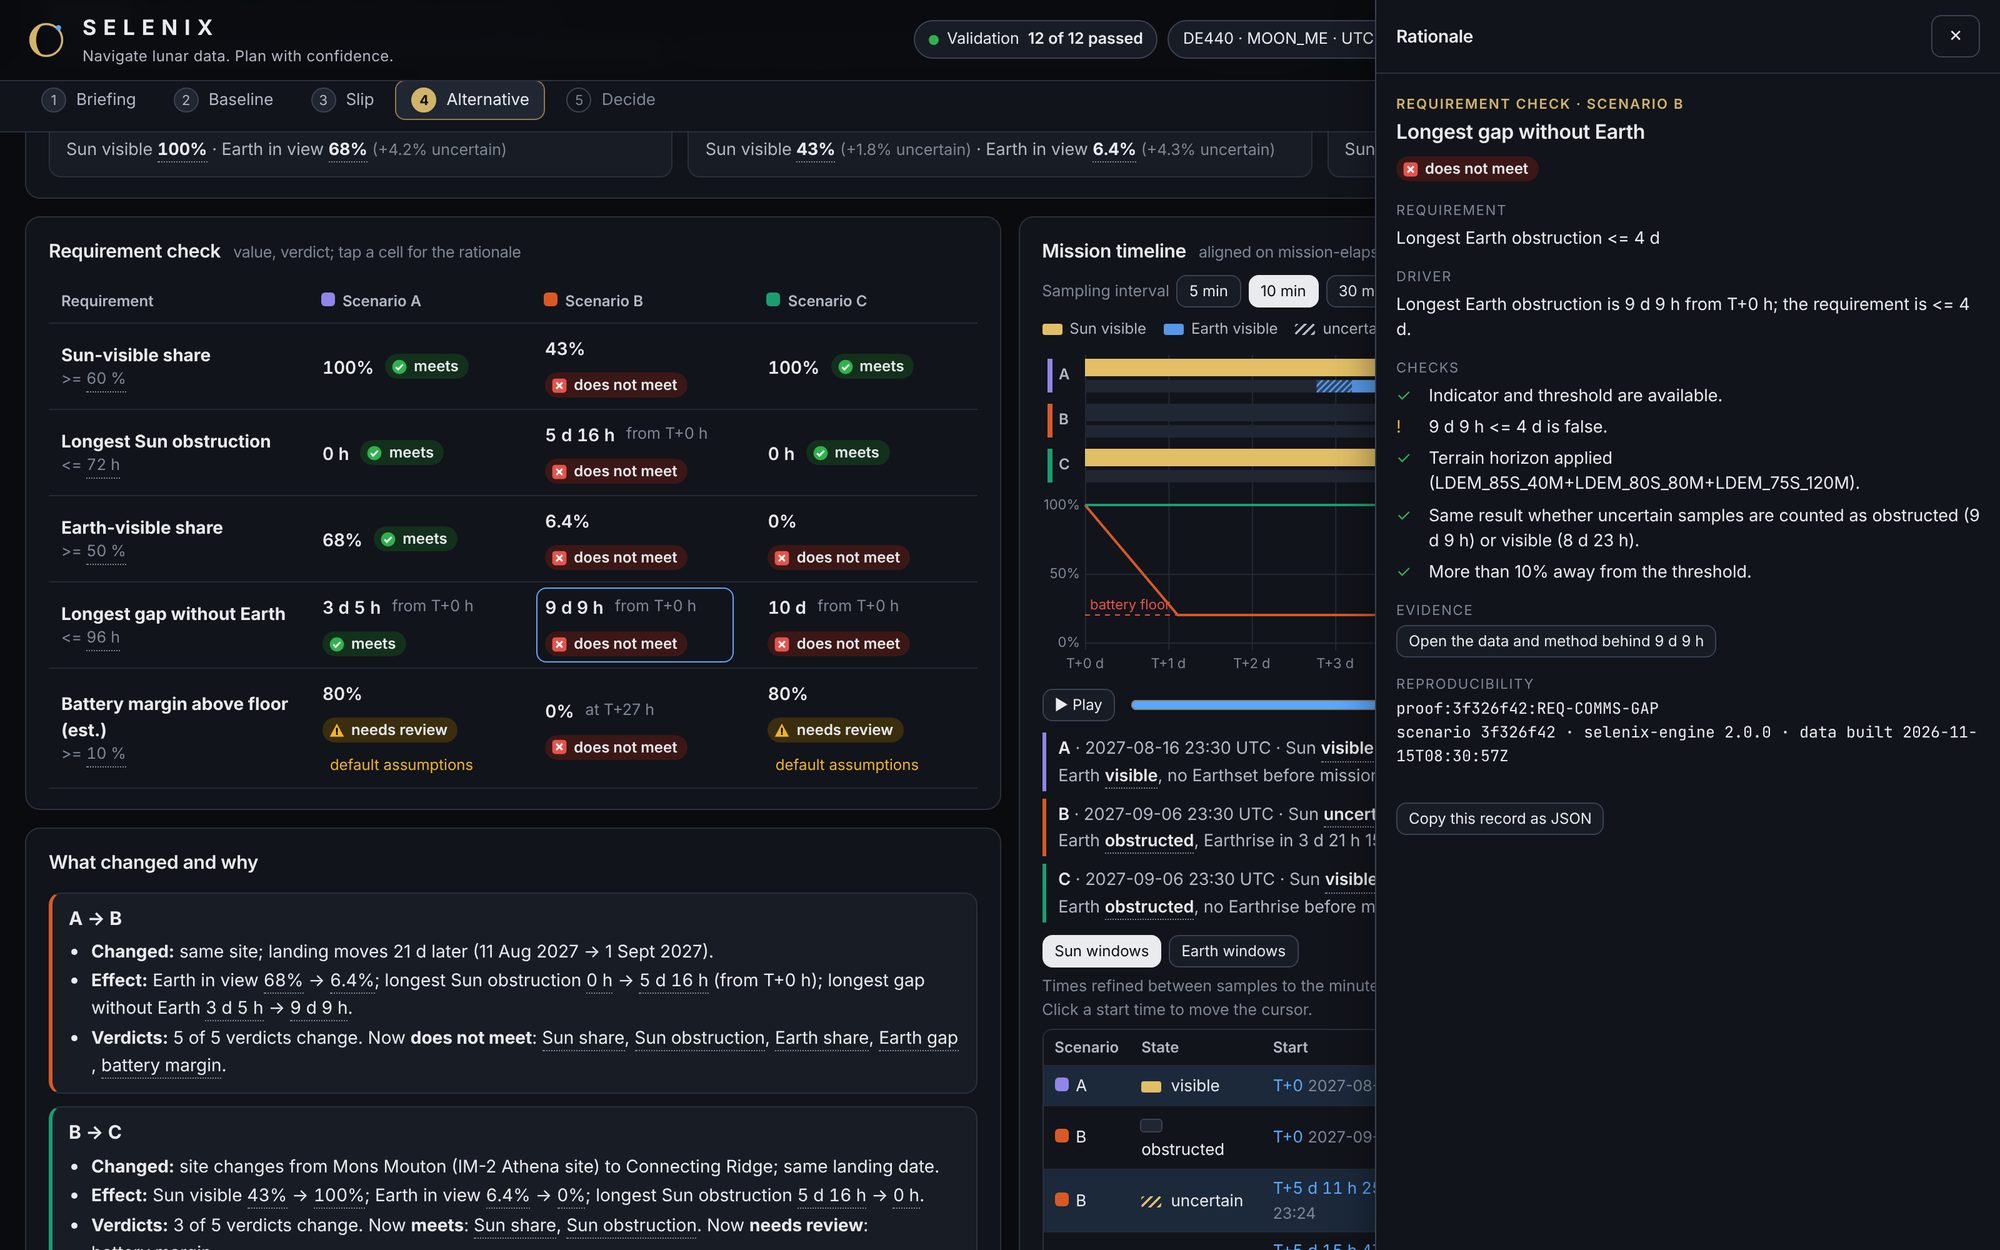 SELENIX
Navigate lunar data. Plan with confidence.
Validation 12 of 12 passed
DE440 · MOON_ME · UTC
1 Briefing
2 Baseline
3 Slip
4 Alternative
5 Decide
Sun visible 100% · Earth in view 68% (+4.2% uncertain)
Sun visible 43% (+1.8% uncertain) · Earth in view 6.4% (+4.3% uncertain)
Sun
Requirement check value, verdict; tap a cell for the rationale
Requirement Scenario A Scenario B Scenario C
Sun-visible share
>= 60 %
100% meets
43%
does not meet
100% meets
Longest Sun obstruction
<= 72 h
0 h meets
5 d 16 h from T+0 h
does not meet
0 h meets
Earth-visible share
>= 50 %
68% meets
6.4%
does not meet
0%
does not meet
Longest gap without Earth
<= 96 h
3 d 5 h from T+0 h
meets
9 d 9 h from T+0 h
does not meet
10 d from T+0 h
does not meet
Battery margin above floor
(est.)
>= 10 %
80%
needs review
default assumptions
0% at T+27 h
does not meet
80%
needs review
default assumptions
What changed and why
A → B
• Changed: same site; landing moves 21 d later (11 Aug 2027 → 1 Sept 2027).
• Effect: Earth in view 68% → 6.4%; longest Sun obstruction 0 h → 5 d 16 h (from T+0 h); longest gap
without Earth 3 d 5 h → 9 d 9 h.
• Verdicts: 5 of 5 verdicts change. Now does not meet: Sun share, Sun obstruction, Earth share, Earth gap
, battery margin.
B → C
• Changed: site changes from Mons Mouton (IM-2 Athena site) to Connecting Ridge; same landing date.
• Effect: Sun visible 43% → 100%; Earth in view 6.4% → 0%; longest Sun obstruction 5 d 16 h → 0 h.
• Verdicts: 3 of 5 verdicts change. Now meets: Sun share, Sun obstruction. Now needs review:
Mission timeline aligned on mission-elaps
Sampling interval 5 min 10 min 30 m
Sun visible Earth visible uncerta
A
B
C
100%
50%
battery floor
0%
T+0 d T+1 d T+2 d T+3 d
Play
A · 2027-08-16 23:30 UTC · Sun visible
Earth visible, no Earthset before mission
B · 2027-09-06 23:30 UTC · Sun uncert
Earth obstructed, Earthrise in 3 d 21 h 1
C · 2027-09-06 23:30 UTC · Sun visible
Earth obstructed, no Earthrise before m
Sun windows Earth windows
Times refined between samples to the minute
Click a start time to move the cursor.
Scenario State Start
A visible T+0 2027-08-
B obstructed T+0 2027-09-
B uncertain T+5 d 11 h 2
23:24
Rationale
REQUIREMENT CHECK · SCENARIO B
Longest gap without Earth
does not meet
REQUIREMENT
Longest Earth obstruction <= 4 d
DRIVER
Longest Earth obstruction is 9 d 9 h from T+0 h; the requirement is <= 4
d.
CHECKS
✓ Indicator and threshold are available.
! 9 d 9 h <= 4 d is false.
✓ Terrain horizon applied
(LDEM_85S_40M+LDEM_80S_80M+LDEM_75S_120M).
✓ Same result whether uncertain samples are counted as obstructed (9
d 9 h) or visible (8 d 23 h).
✓ More than 10% away from the threshold.
EVIDENCE
Open the data and method behind 9 d 9 h
REPRODUCIBILITY
proof:3f326f42:REQ-COMMS-GAP
scenario 3f326f42 · selenix-engine 2.0.0 · data built 2026-11-
15T08:30:57Z
Copy this record as JSON